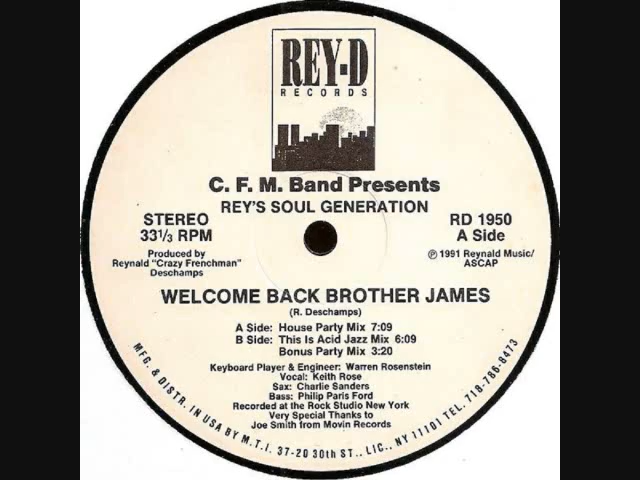 REY-D
RECORDS
C. F. M. Band Presents
REY'S SOUL GENERATION
STEREO
33 1/3 RPM
RD 1950
A Side
Produced by
Reynald "Crazy Frenchman"
Deschamps
℗ 1991 Reynald Music/
ASCAP
WELCOME BACK BROTHER JAMES
(R. Deschamps)
A Side: House Party Mix 7:09
B Side: This Is Acid Jazz Mix 6:09
Bonus Party Mix 3:20
Keyboard Player & Engineer: Warren Rosenstein
Vocal: Keith Rose
Sax: Charlie Sanders
Bass: Philip Paris Ford
Recorded at the Rock Studio New York
Very Special Thanks to
Joe Smith from Movin Records
MFG. & DISTR. IN USA BY M.T.I. 37-20 30th ST., LIC., NY 11101 TEL. 718-786-8473